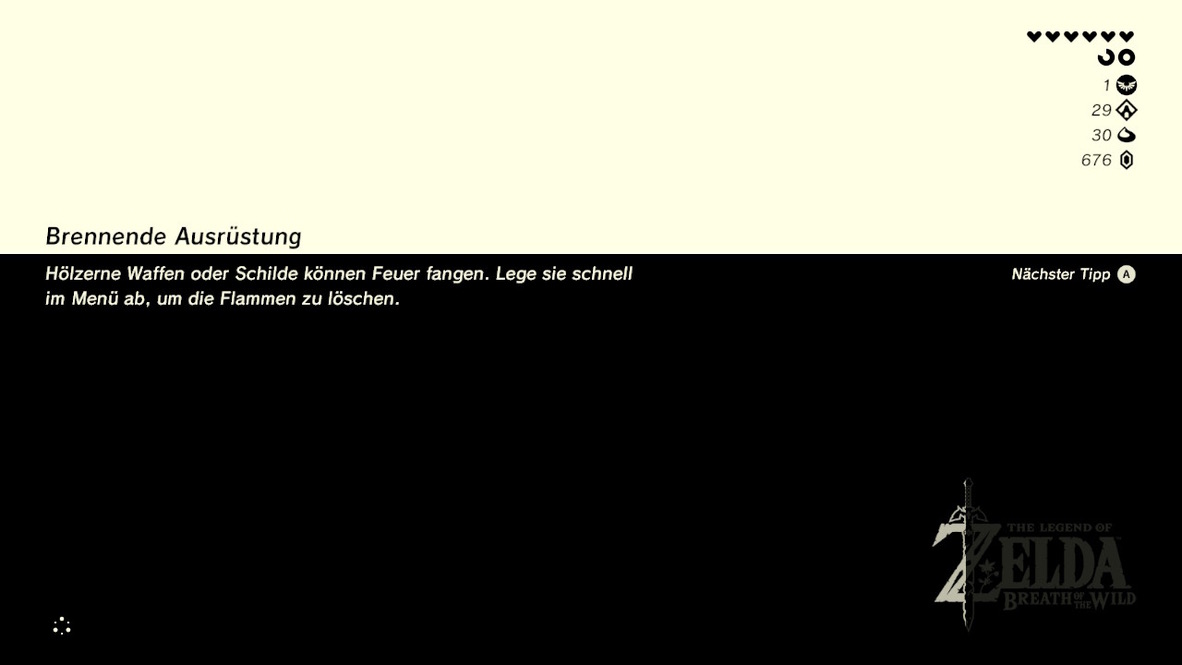 1
29
30
676
Brennende Ausrüstung
Hölzerne Waffen oder Schilde können Feuer fangen. Lege sie schnell
im Menü ab, um die Flammen zu löschen.
Nächster Tipp A
THE LEGEND OF
ZELDA
BREATH OF THE WILD